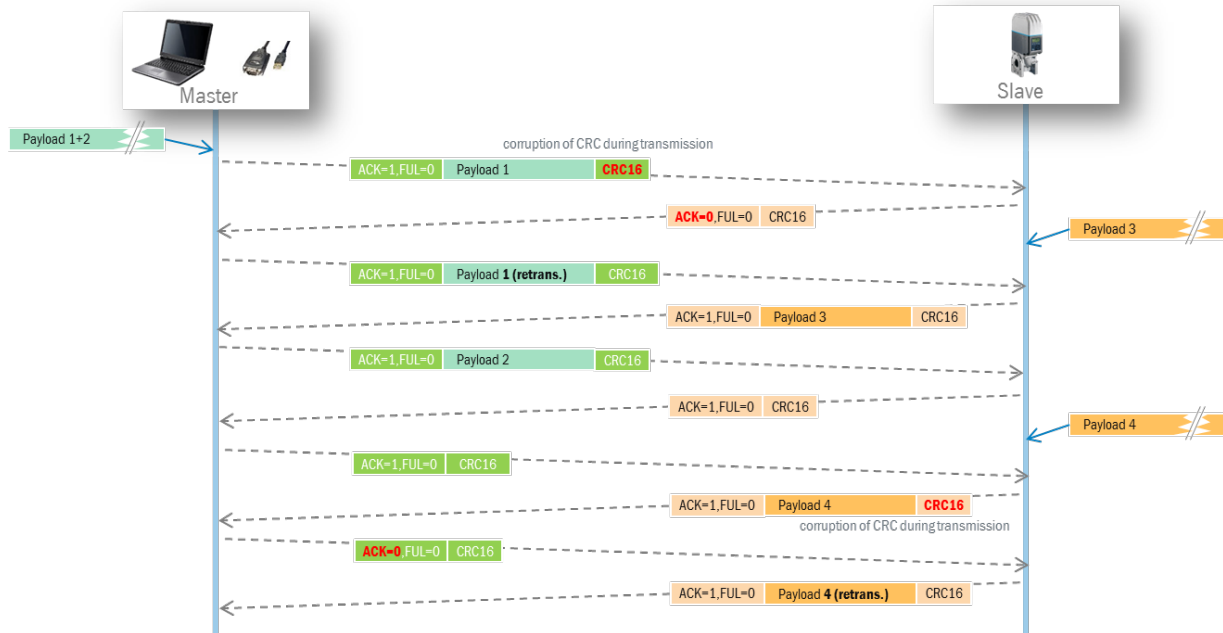 Master
Slave
Payload 1+2
corruption of CRC during transmission
ACK=1,FUL=0 Payload 1 CRC16
ACK=0,FUL=0 CRC16
Payload 3
ACK=1,FUL=0 Payload 1 (retrans.) CRC16
ACK=1,FUL=0 Payload 3 CRC16
ACK=1,FUL=0 Payload 2 CRC16
ACK=1,FUL=0 CRC16
Payload 4
ACK=1,FUL=0 CRC16
ACK=1,FUL=0 Payload 4 CRC16
corruption of CRC during transmission
ACK=0,FUL=0 CRC16
ACK=1,FUL=0 Payload 4 (retrans.) CRC16